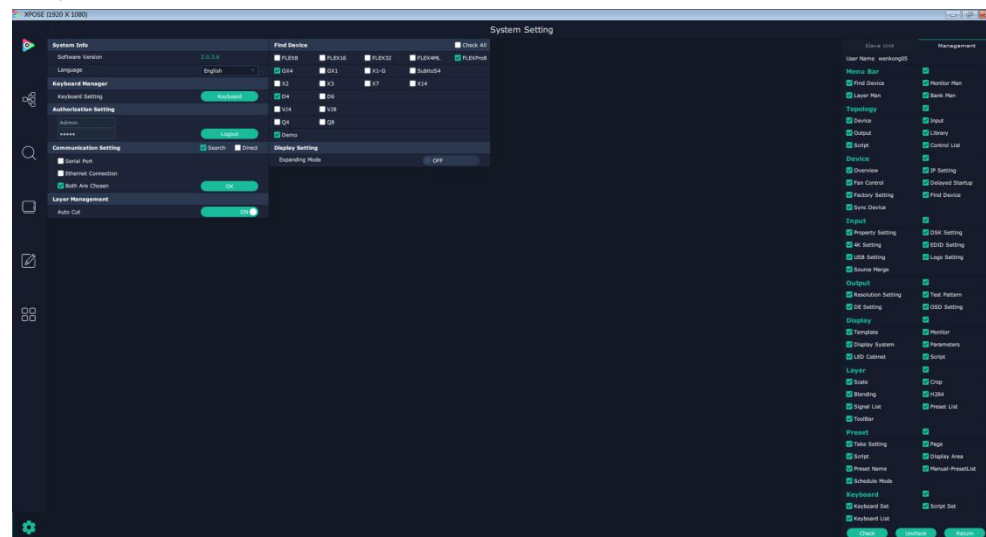 XPOSE (1920 X 1080)
System Setting
System Info
Software Version 2.0.3.6
Language English
Keyboard Manager
Keyboard Setting Keyboard
Authorization Setting
Admin
***** Logout
Communication Setting Search Direct
Serial Port
Ethernet Connection
Both Are Chosen OK
Layer Management
Auto Cut ON
Find Device Check All
FLEX8 FLEX16 FLEX32 FLEX4ML FLEXPro8
GX4 GX1 X1-G Subito54
X2 X3 X7 X14
D4 D6
VJ4 VJ8
Q4 Q8
Demo
Display Setting
Expanding Mode OFF
Slave Unit Management
User Name wenkong05
Menu Bar
Find Device Monitor Man
Layer Man Bank Man
Topology
Device Input
Output Library
Script Control List
Device
Overview IP Setting
Fan Control Delayed Startup
Factory Setting Find Device
Sync Device
Input
Property Setting DSK Setting
4K Setting EDID Setting
USB Setting Logo Setting
Source Merge
Output
Resolution Setting Test Pattern
DE Setting OSD Setting
Display
Template Monitor
Display System Parameters
LED Cabinet Script
Layer
Scale Crop
Blending H264
Signal List Preset List
ToolBar
Preset
Take Setting Page
Script Display Area
Preset Name Manual-PresetList
Schedule Mode
Keyboard
Keyboard Set Script Set
Keyboard List
Check Uncheck Return